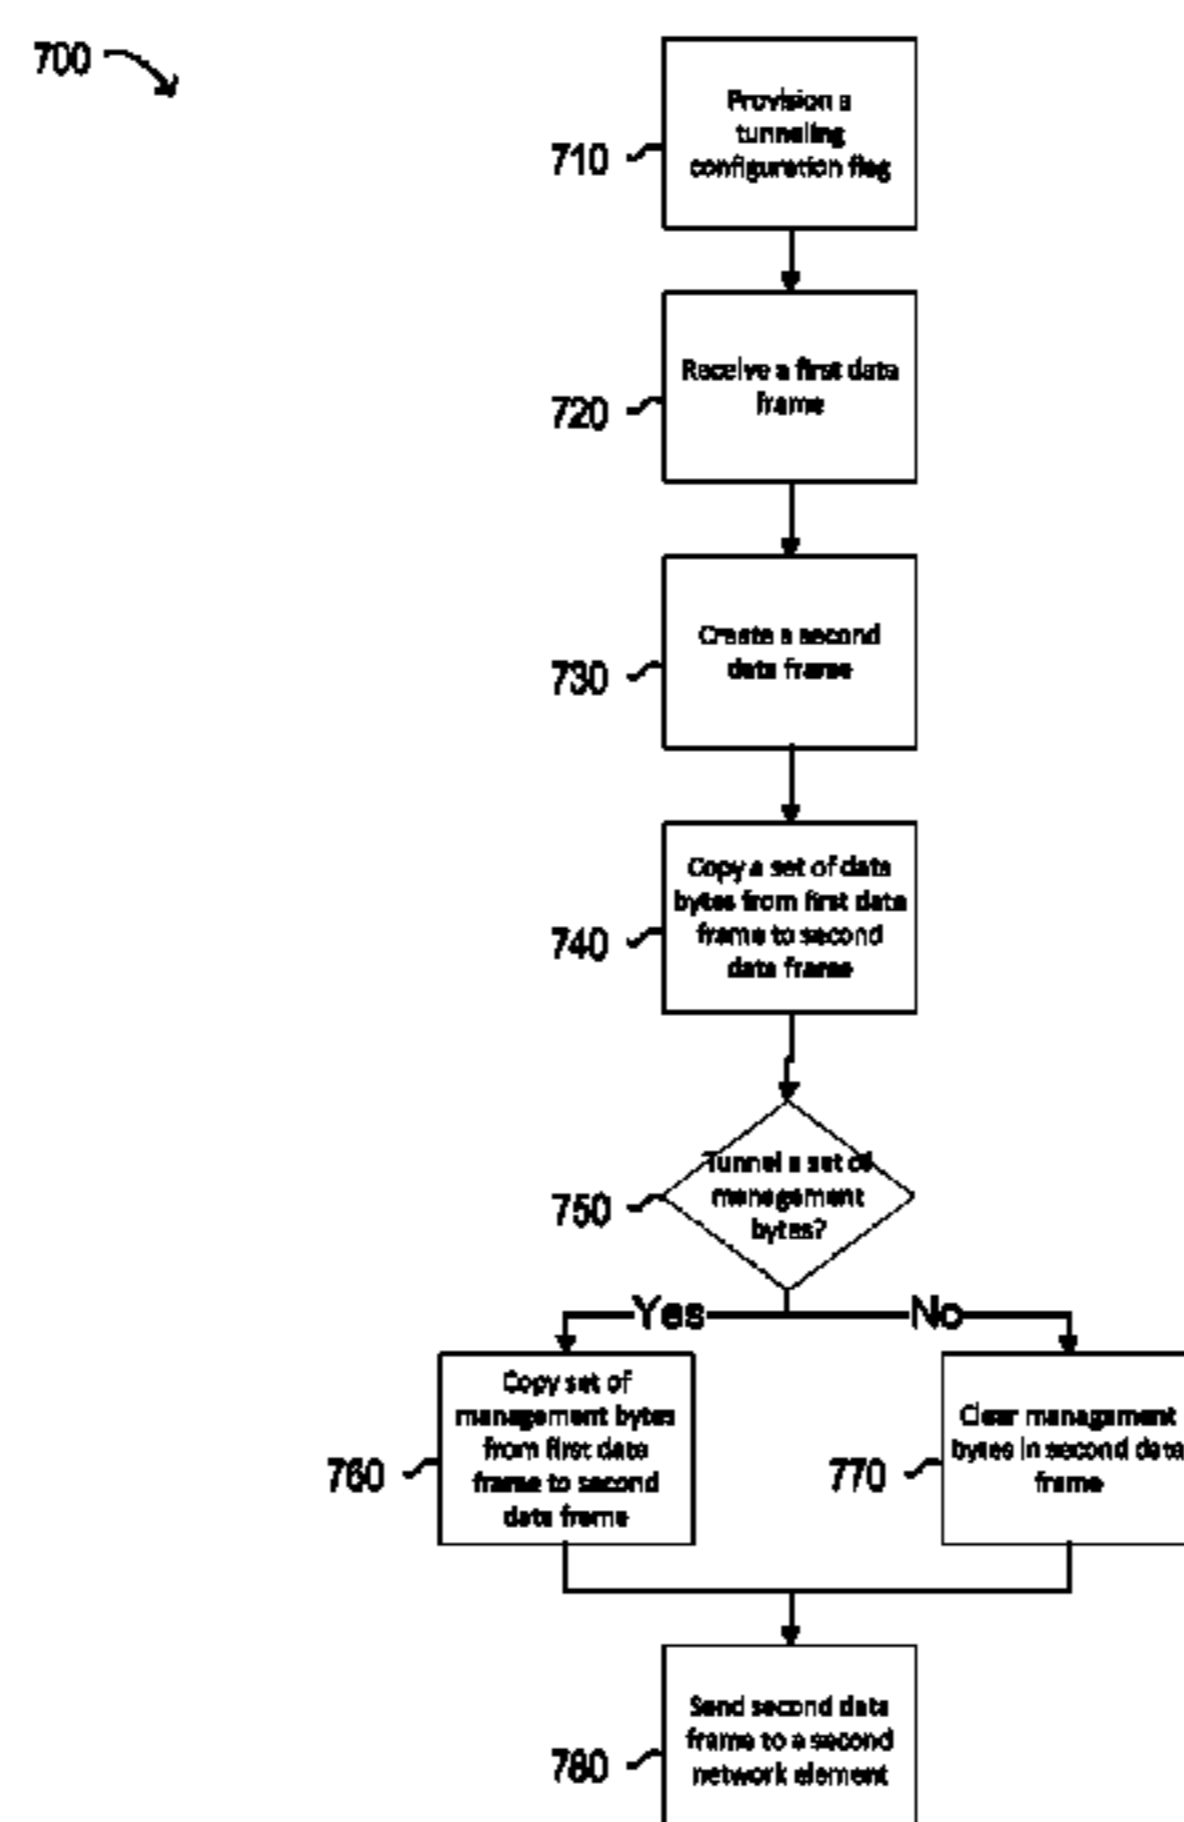 700
Provision a
tunneling
configuration flag
710
Receive a first data
frame
720
Create a second
data frame
730
Copy a set of data
bytes from first data
frame to second
data frame
740
Tunnel a set of
management
bytes?
750
Yes
No
Copy set of
management bytes
from first data
frame to second
data frame
760
Clear management
bytes in second data
frame
770
Send second data
frame to a second
network element
780